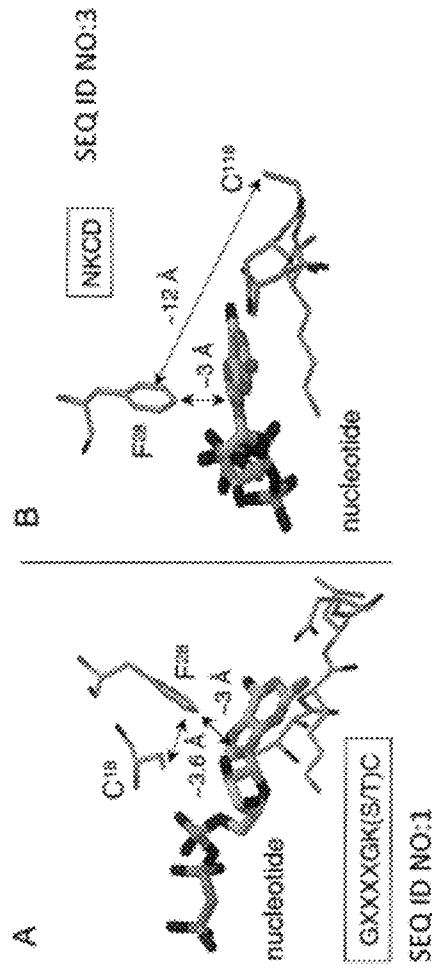 A
C¹⁸
F²⁸
~3.6 Å
~3 Å
nucleotide
GXXXXGK(S/T)C
SEQ ID NO:1
B
NKCD
SEQ ID NO:3
F²⁸
~12 Å
~3 Å
C¹¹⁸
nucleotide